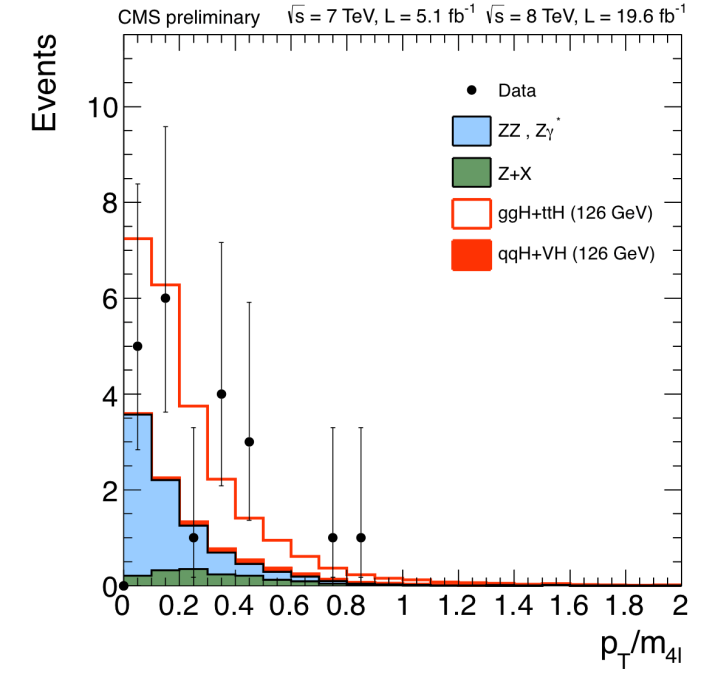 CMS preliminary √s = 7 TeV, L = 5.1 fb⁻¹ √s = 8 TeV, L = 19.6 fb⁻¹
Events
Data
ZZ , Zγ*
Z+X
ggH+ttH (126 GeV)
qqH+VH (126 GeV)
10
8
6
4
2
0
0 0.2 0.4 0.6 0.8 1 1.2 1.4 1.6 1.8 2
p_T/m_4l